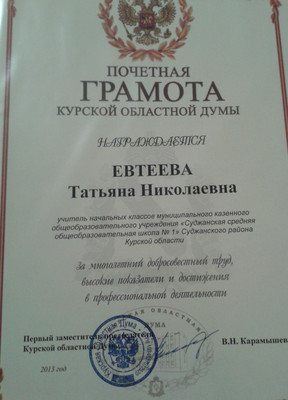 ПОЧЕТНАЯ
ГРАМОТА
КУРСКОЙ ОБЛАСТНОЙ ДУМЫ
НАГРАЖДАЕТСЯ
ЕВТЕЕВА
Татьяна Николаевна
учитель начальных классов муниципального казенного
общеобразовательного учреждения «Суджанская средняя
общеобразовательная школа № 1» Суджанского района
Курской области
за многолетний добросовестный труд,
высокие показатели и достижения
в профессиональной деятельности
Первый заместитель председателя
Курской областной Думы
В.Н. Карамышев
2013 год